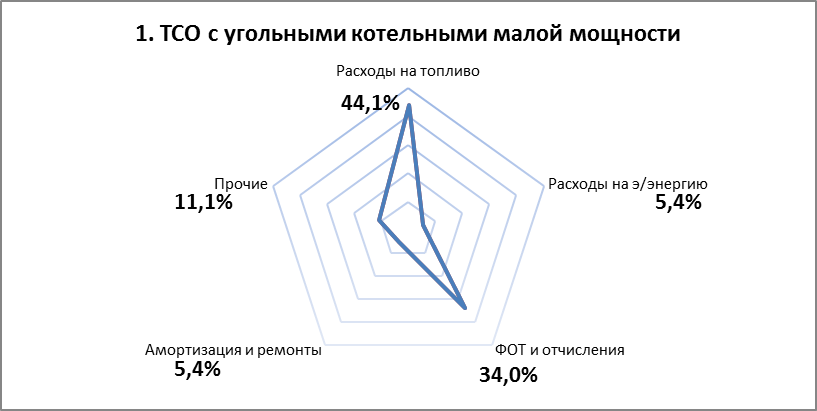 1. ТСО с угольными котельными малой мощности
Расходы на топливо
44,1%
Прочие
11,1%
Расходы на э/энергию
5,4%
Амортизация и ремонты
5,4%
ФОТ и отчисления
34,0%